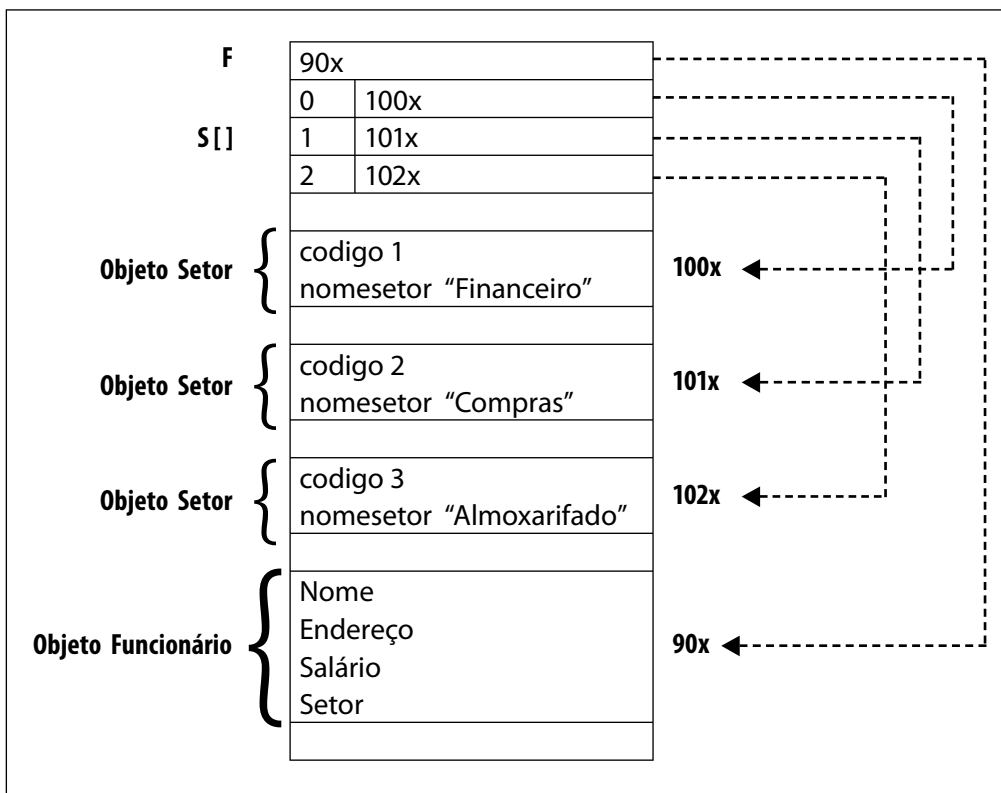 F 90x
0 100x
S[ ] 1 101x
2 102x
Objeto Setor codigo 1 100x
nomesetor “Financeiro”
Objeto Setor codigo 2 101x
nomesetor “Compras”
Objeto Setor codigo 3 102x
nomesetor “Almoxarifado”
Nome
Endereço
Objeto Funcionário 90x
Salário
Setor